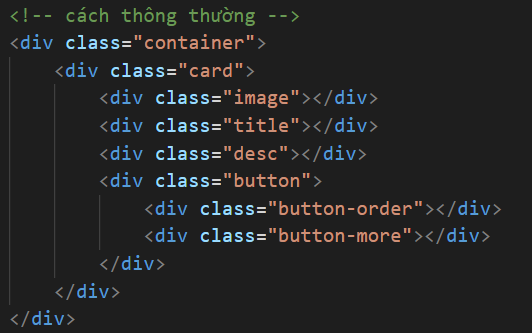 <!-- cách thông thường -->
<div class="container">
    <div class="card">
        <div class="image"></div>
        <div class="title"></div>
        <div class="desc"></div>
        <div class="button">
            <div class="button-order"></div>
            <div class="button-more"></div>
        </div>
    </div>
</div>